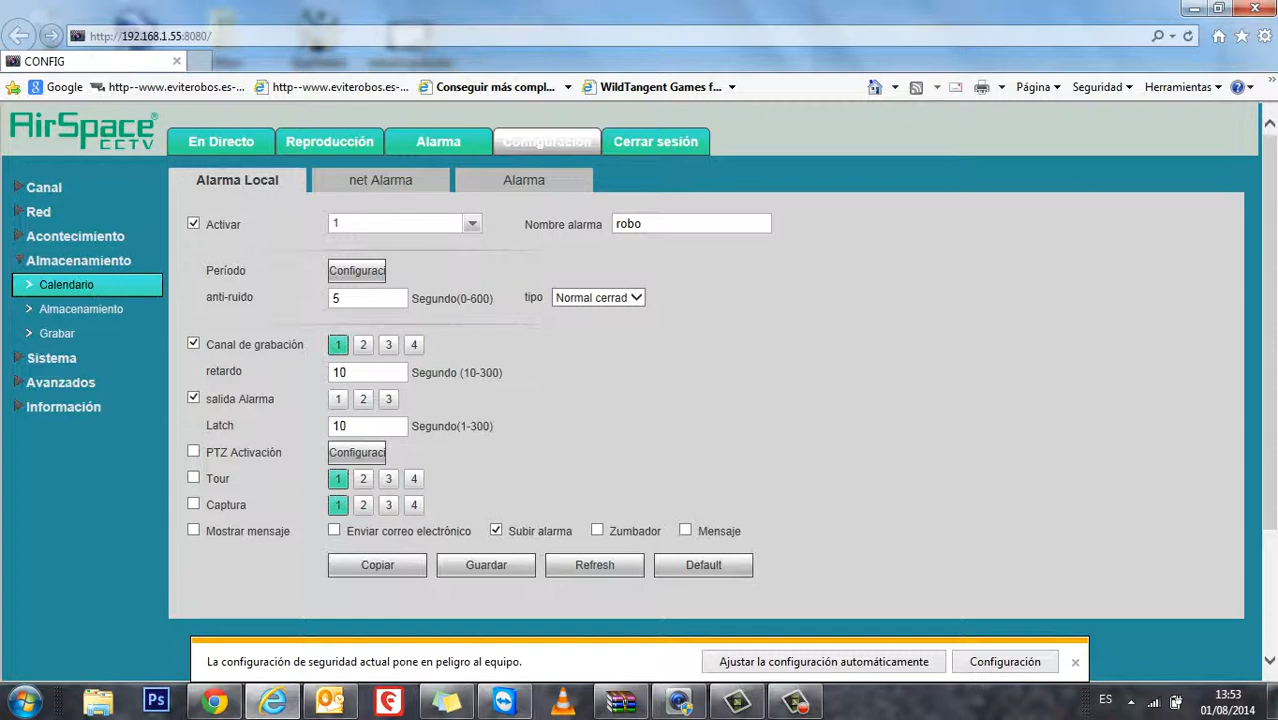 http://192.168.1.55:8080/
CONFIG
Google http--www.eviterobos.es-... http--www.eviterobos.es-... Conseguir más compl... WildTangent Games f... Página Seguridad Herramientas
AirSpace®
CCTV
En Directo Reproducción Alarma Configuración Cerrar sesión
Alarma Local net Alarma Alarma
Canal
Red
Acontecimiento
Almacenamiento
Calendario
Almacenamiento
Grabar
Sistema
Avanzados
Información
Activar 1 Nombre alarma robo
Período Configuraci
anti-ruido 5 Segundo(0-600) tipo Normal cerrad
Canal de grabación 1 2 3 4
retardo 10 Segundo (10-300)
salida Alarma 1 2 3
Latch 10 Segundo(1-300)
PTZ Activación Configuraci
Tour 1 2 3 4
Captura 1 2 3 4
Mostrar mensaje Enviar correo electrónico Subir alarma Zumbador Mensaje
Copiar Guardar Refresh Default
La configuración de seguridad actual pone en peligro al equipo. Ajustar la configuración automáticamente Configuración
Ps ES 13:53
01/08/2014